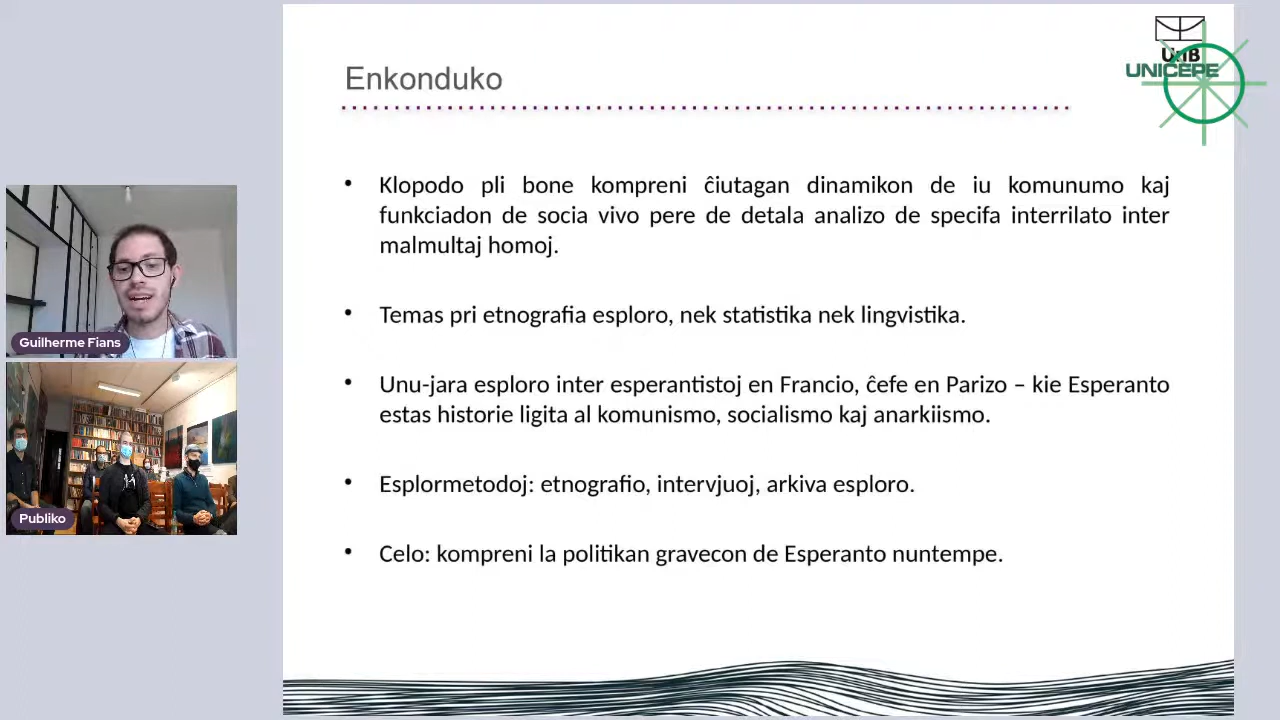 Enkonduko
UnB
UNICEPE
• Klopodo pli bone kompreni ĉiutagan dinamikon de iu komunumo kaj
funkciadon de socia vivo pere de detala analizo de specifa interrilato inter
malmultaj homoj.
• Temas pri etnografia esploro, nek statistika nek lingvistika.
• Unu-jara esploro inter esperantistoj en Francio, ĉefe en Parizo – kie Esperanto
estas historie ligita al komunismo, socialismo kaj anarkiismo.
• Esplormetodoj: etnografio, intervjuoj, arkiva esploro.
• Celo: kompreni la politikan gravecon de Esperanto nuntempe.
Guilherme Fians
Publiko